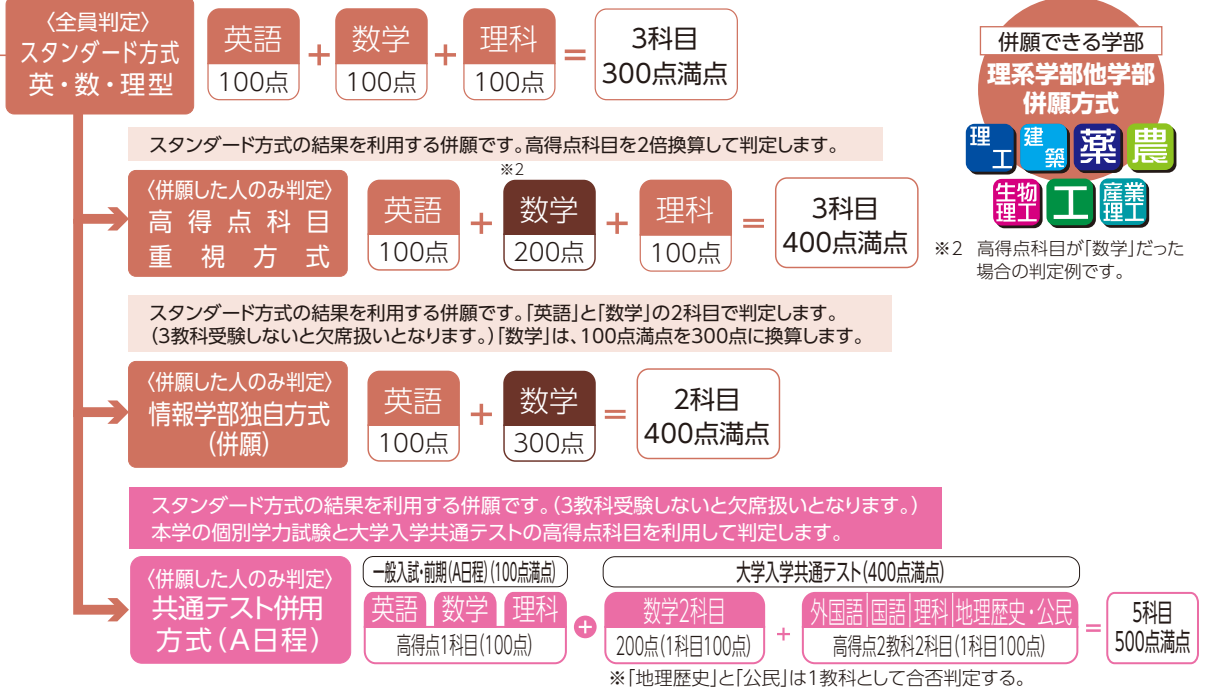 〈全員判定〉
スタンダード方式
英・数・理型
英語 + 数学 + 理科 = 3科目
100点 100点 100点 300点満点
併願できる学部
理系学部他学部
併願方式
理工 建築 薬 農
生物理工 工 産業理工
※2 高得点科目が「数学」だった
場合の判定例です。
スタンダード方式の結果を利用する併願です。高得点科目を2倍換算して判定します。
〈併願した人のみ判定〉
高得点科目
重視方式
※2
英語 + 数学 + 理科 = 3科目
100点 200点 100点 400点満点
スタンダード方式の結果を利用する併願です。「英語」と「数学」の2科目で判定します。
(3教科受験しないと欠席扱いとなります。)「数学」は、100点満点を300点に換算します。
〈併願した人のみ判定〉
情報学部独自方式
(併願)
英語 + 数学 = 2科目
100点 300点 400点満点
スタンダード方式の結果を利用する併願です。(3教科受験しないと欠席扱いとなります。)
本学の個別学力試験と大学入学共通テストの高得点科目を利用して判定します。
〈併願した人のみ判定〉
共通テスト併用
方式(A日程)
一般入試・前期(A日程)(100点満点)
英語 数学 理科
高得点1科目(100点)
+
大学入学共通テスト(400点満点)
数学2科目 + 外国語 国語 理科 地理歴史・公民 = 5科目
200点(1科目100点) 高得点2教科2科目(1科目100点) 500点満点
※「地理歴史」と「公民」は1教科として合否判定する。